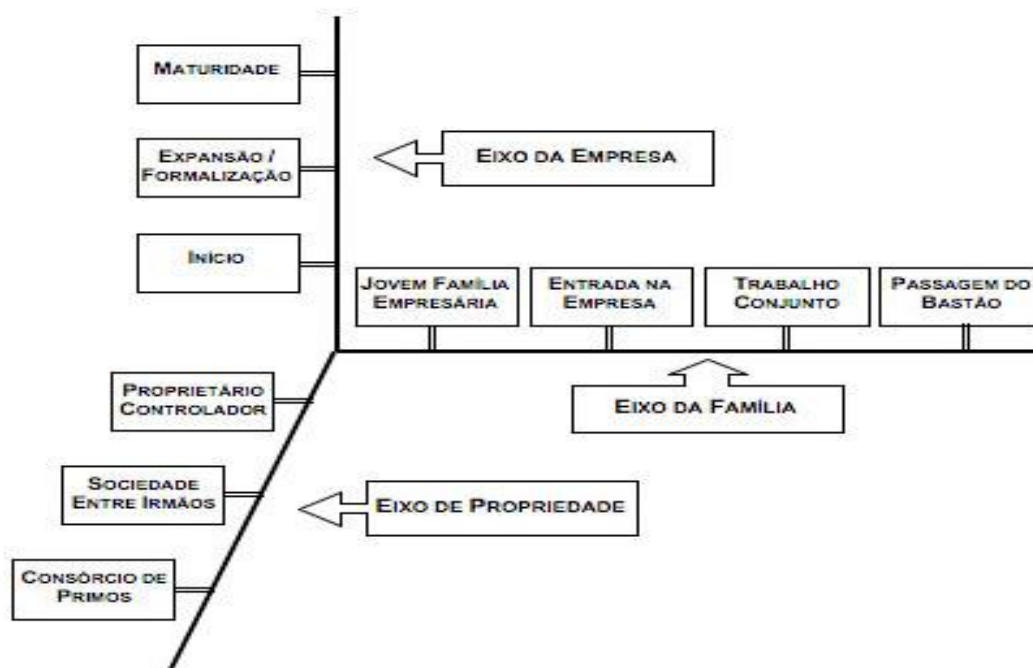 MATURIDADE
EXPANSÃO /
FORMALIZAÇÃO
EIXO DA EMPRESA
INÍCIO
JOVEM FAMÍLIA
EMPRESÁRIA
ENTRADA NA
EMPRESA
TRABALHO
CONJUNTO
PASSAGEM DO
BASTÃO
PROPRIETÁRIO
CONTROLADOR
EIXO DA FAMÍLIA
SOCIEDADE
ENTRE IRMÃOS
EIXO DE PROPRIEDADE
CONSÓRCIO DE
PRIMOS